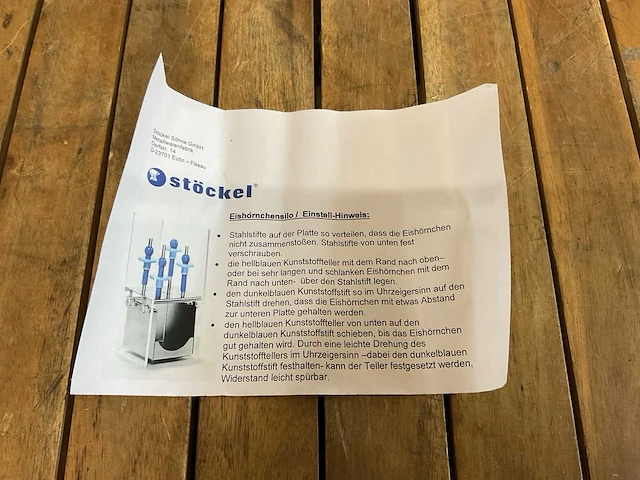 Stöckel Söhne GmbH
Metallwarenfabrik
Dorfstr. 14
D-23701 Eutin – Fissau
stöckel®
Eishörnchensilo / Einstell-Hinweis:
• Stahlstifte auf der Platte so verteilen, dass die Eishörnchen
nicht zusammenstoßen. Stahlstifte von unten fest
verschrauben.
• die hellblauen Kunststoffteller mit dem Rand nach oben–
oder bei sehr langen und schlanken Eishörnchen mit dem
Rand nach unten- über den Stahlstift legen.
• den dunkelblauen Kunststoffstift so im Uhrzeigersinn auf den
Stahlstift drehen, dass die Eishörnchen mit etwas Abstand
zur unteren Platte gehalten werden.
• den hellblauen Kunststoffteller von unten auf den
dunkelblauen Kunststoffstift schieben, bis das Eishörnchen
gut gehalten wird. Durch eine leichte Drehung des
Kunststofftellers im Uhrzeigersinn –dabei den dunkelblauen
Kunststoffstift festhalten- kann der Teller festgesetzt werden,
Widerstand leicht spürbar.